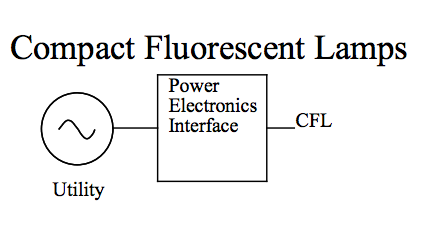 Compact Fluorescent Lamps
Power
Electronics
Interface
CFL
Utility